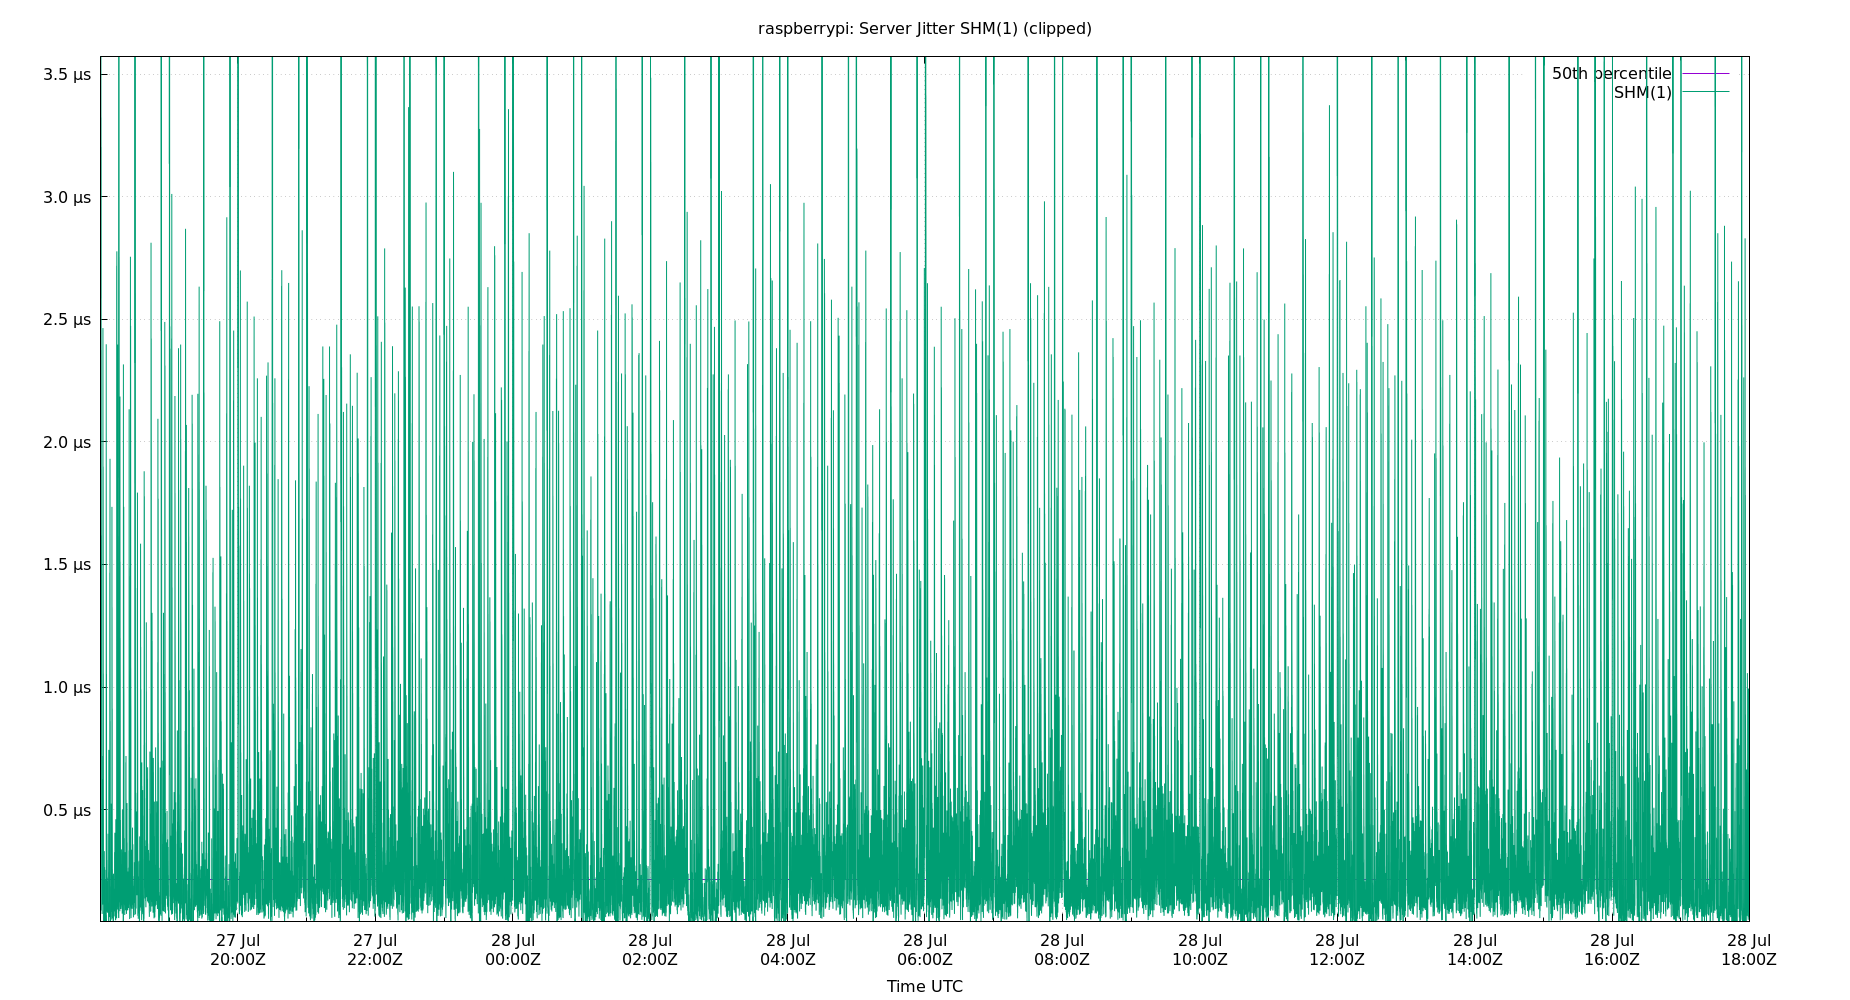 raspberrypi: Server Jitter SHM(1) (clipped)
3.5 µs
3.0 µs
2.5 µs
2.0 µs
1.5 µs
1.0 µs
0.5 µs
50th percentile
SHM(1)
27 Jul 27 Jul 28 Jul 28 Jul 28 Jul 28 Jul 28 Jul 28 Jul 28 Jul 28 Jul 28 Jul 28 Jul
20:00Z 22:00Z 00:00Z 02:00Z 04:00Z 06:00Z 08:00Z 10:00Z 12:00Z 14:00Z 16:00Z 18:00Z
Time UTC